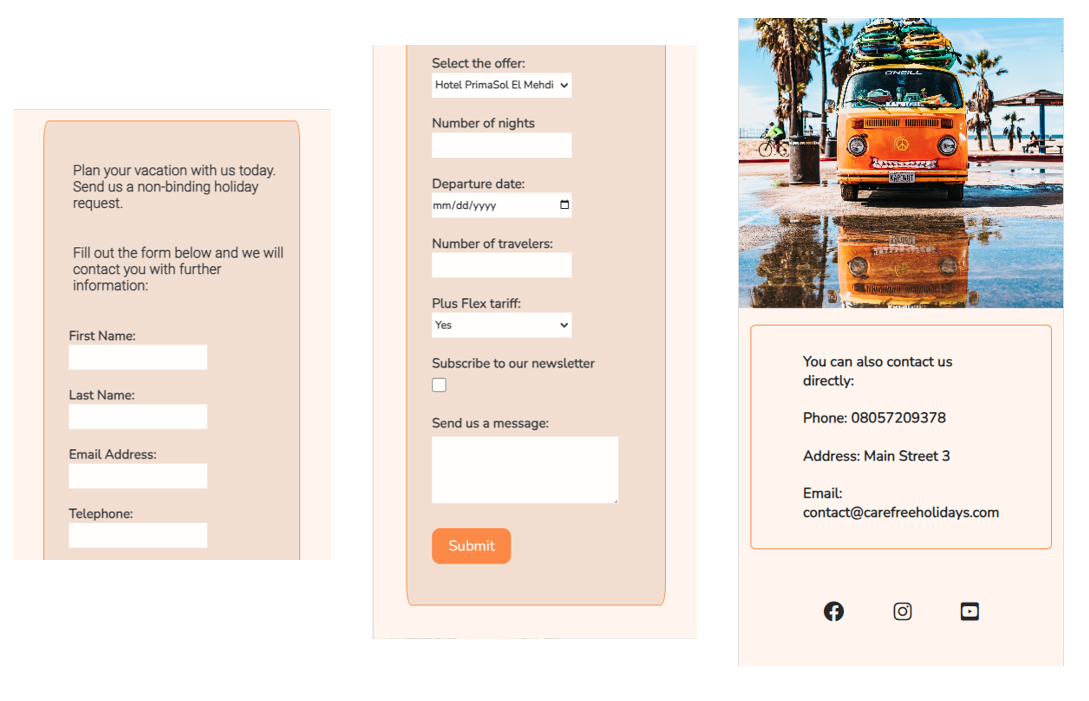 Plan your vacation with us today.
Send us a non-binding holiday
request.
Fill out the form below and we will
contact you with further
information:
First Name:
Last Name:
Email Address:
Telephone:
Select the offer:
Hotel PrimaSol El Mehdi
Number of nights
Departure date:
mm/dd/yyyy
Number of travelers:
Plus Flex tariff:
Yes
Subscribe to our newsletter
Send us a message:
Submit
O'NEILL
KAPOWUI
You can also contact us
directly:
Phone: 08057209378
Address: Main Street 3
Email:
contact@carefreeholidays.com